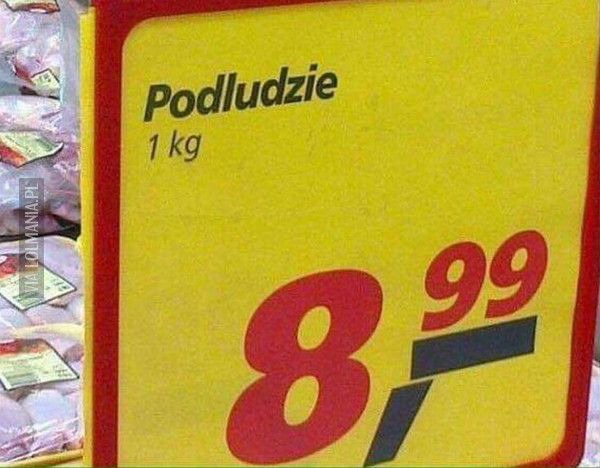 Podludzie
1 kg
8,99
VIA LOLMANIA.PL